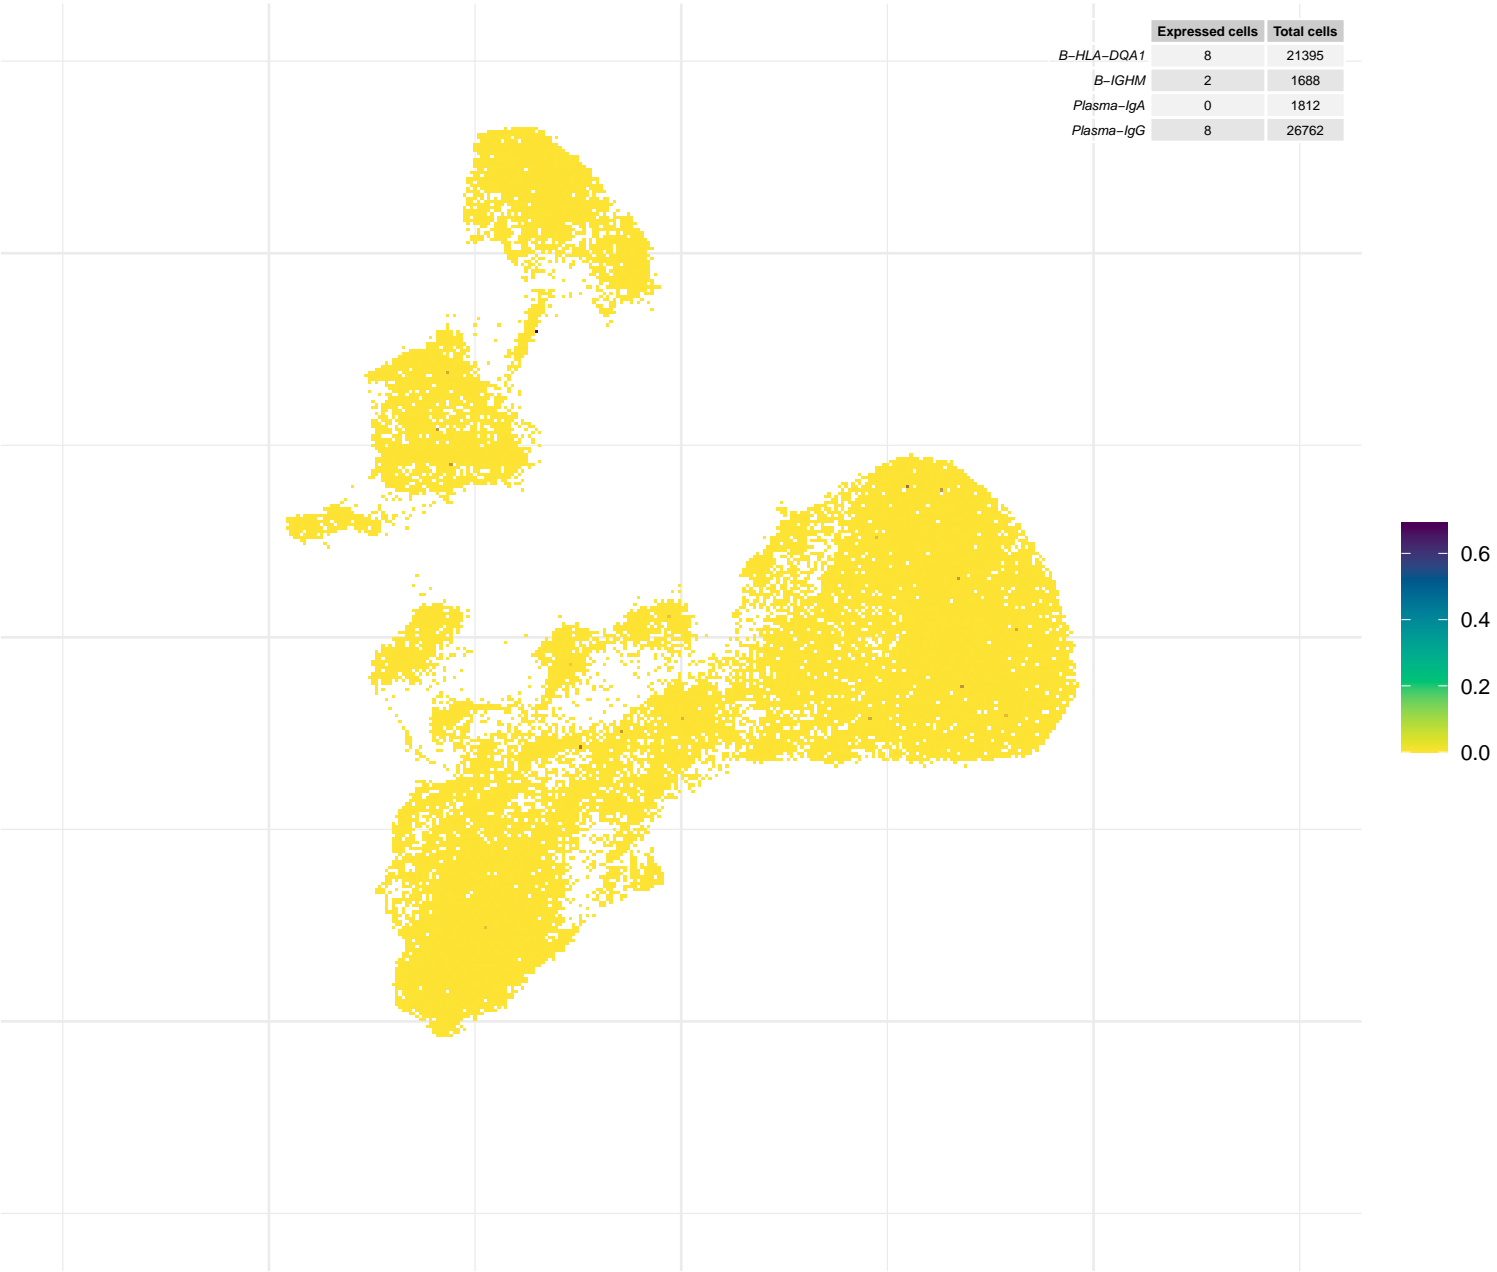 Expressed cells Total cells
B-HLA-DQA1 8 21395
B-IGHM 2 1688
Plasma-IgA 0 1812
Plasma-IgG 8 26762
0.6
0.4
0.2
0.0